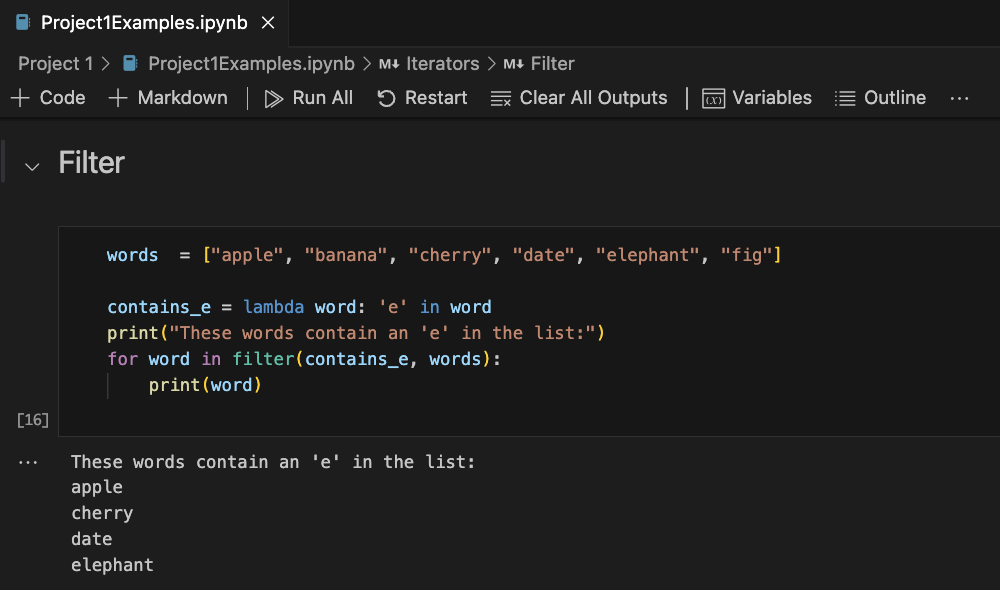 Project1Examples.ipynb ×
Project 1 > Project1Examples.ipynb > M↓ Iterators > M↓ Filter
+ Code + Markdown | Run All Restart Clear All Outputs | (x) Variables Outline ...
Filter
words  = ["apple", "banana", "cherry", "date", "elephant", "fig"]
contains_e = lambda word: 'e' in word
print("These words contain an 'e' in the list:")
for word in filter(contains_e, words):
    print(word)
[16]
... These words contain an 'e' in the list:
apple
cherry
date
elephant